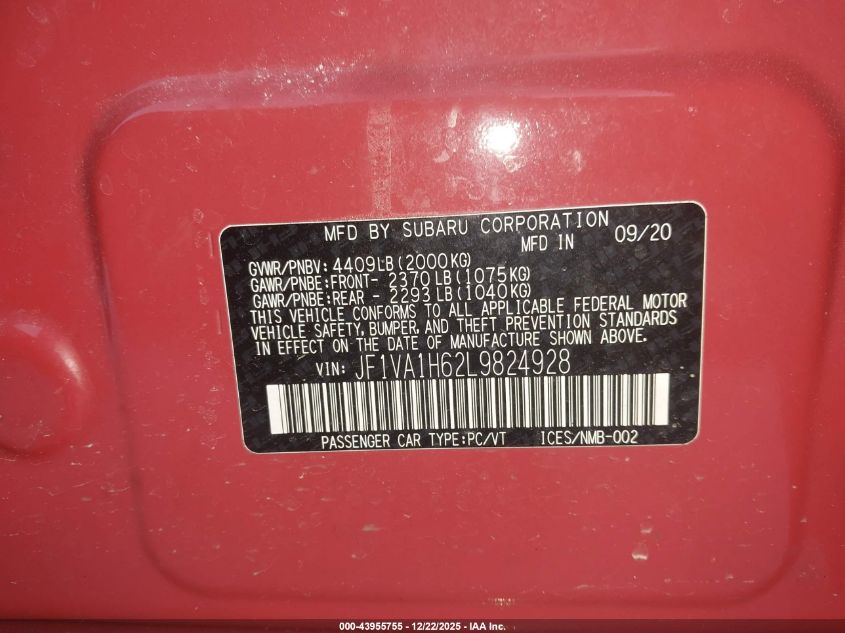 MFD BY SUBARU CORPORATION
MFD IN 09/20
GVWR/PNBV: 4409LB(2000KG)
GAWR/PNBE:FRONT- 2370LB(1075KG)
GAWR/PNBE:REAR - 2293LB(1040KG)
THIS VEHICLE CONFORMS TO ALL APPLICABLE FEDERAL MOTOR
VEHICLE SAFETY, BUMPER, AND THEFT PREVENTION STANDARDS
IN EFFECT ON THE DATE OF MANUFACTURE SHOWN ABOVE.
VIN: JF1VA1H62L9824928
PASSENGER CAR TYPE:PC/VT ICES/NMB-002
000-43955755 - 12/22/2025 - IAA Inc.